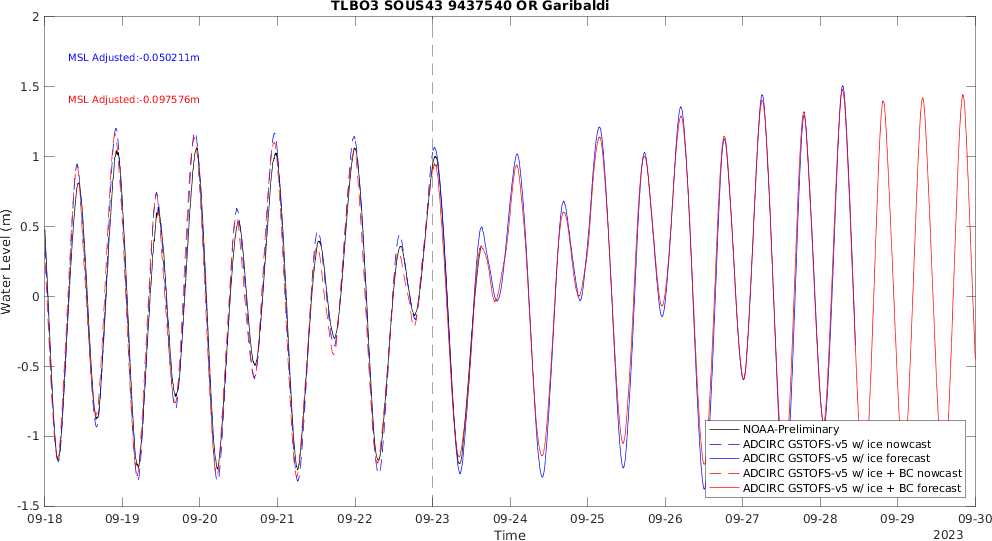 TLBO3 SOUS43 9437540 OR Garibaldi
2
MSL Adjusted:-0.050211m
1.5
MSL Adjusted:-0.097576m
1
0.5
Water Level (m)
0
-0.5
-1
-1.5
NOAA-Preliminary
ADCIRC GSTOFS-v5 w/ ice nowcast
ADCIRC GSTOFS-v5 w/ ice forecast
ADCIRC GSTOFS-v5 w/ ice + BC nowcast
ADCIRC GSTOFS-v5 w/ ice + BC forecast
09-18 09-19 09-20 09-21 09-22 09-23 09-24 09-25 09-26 09-27 09-28 09-29 09-30
Time
2023